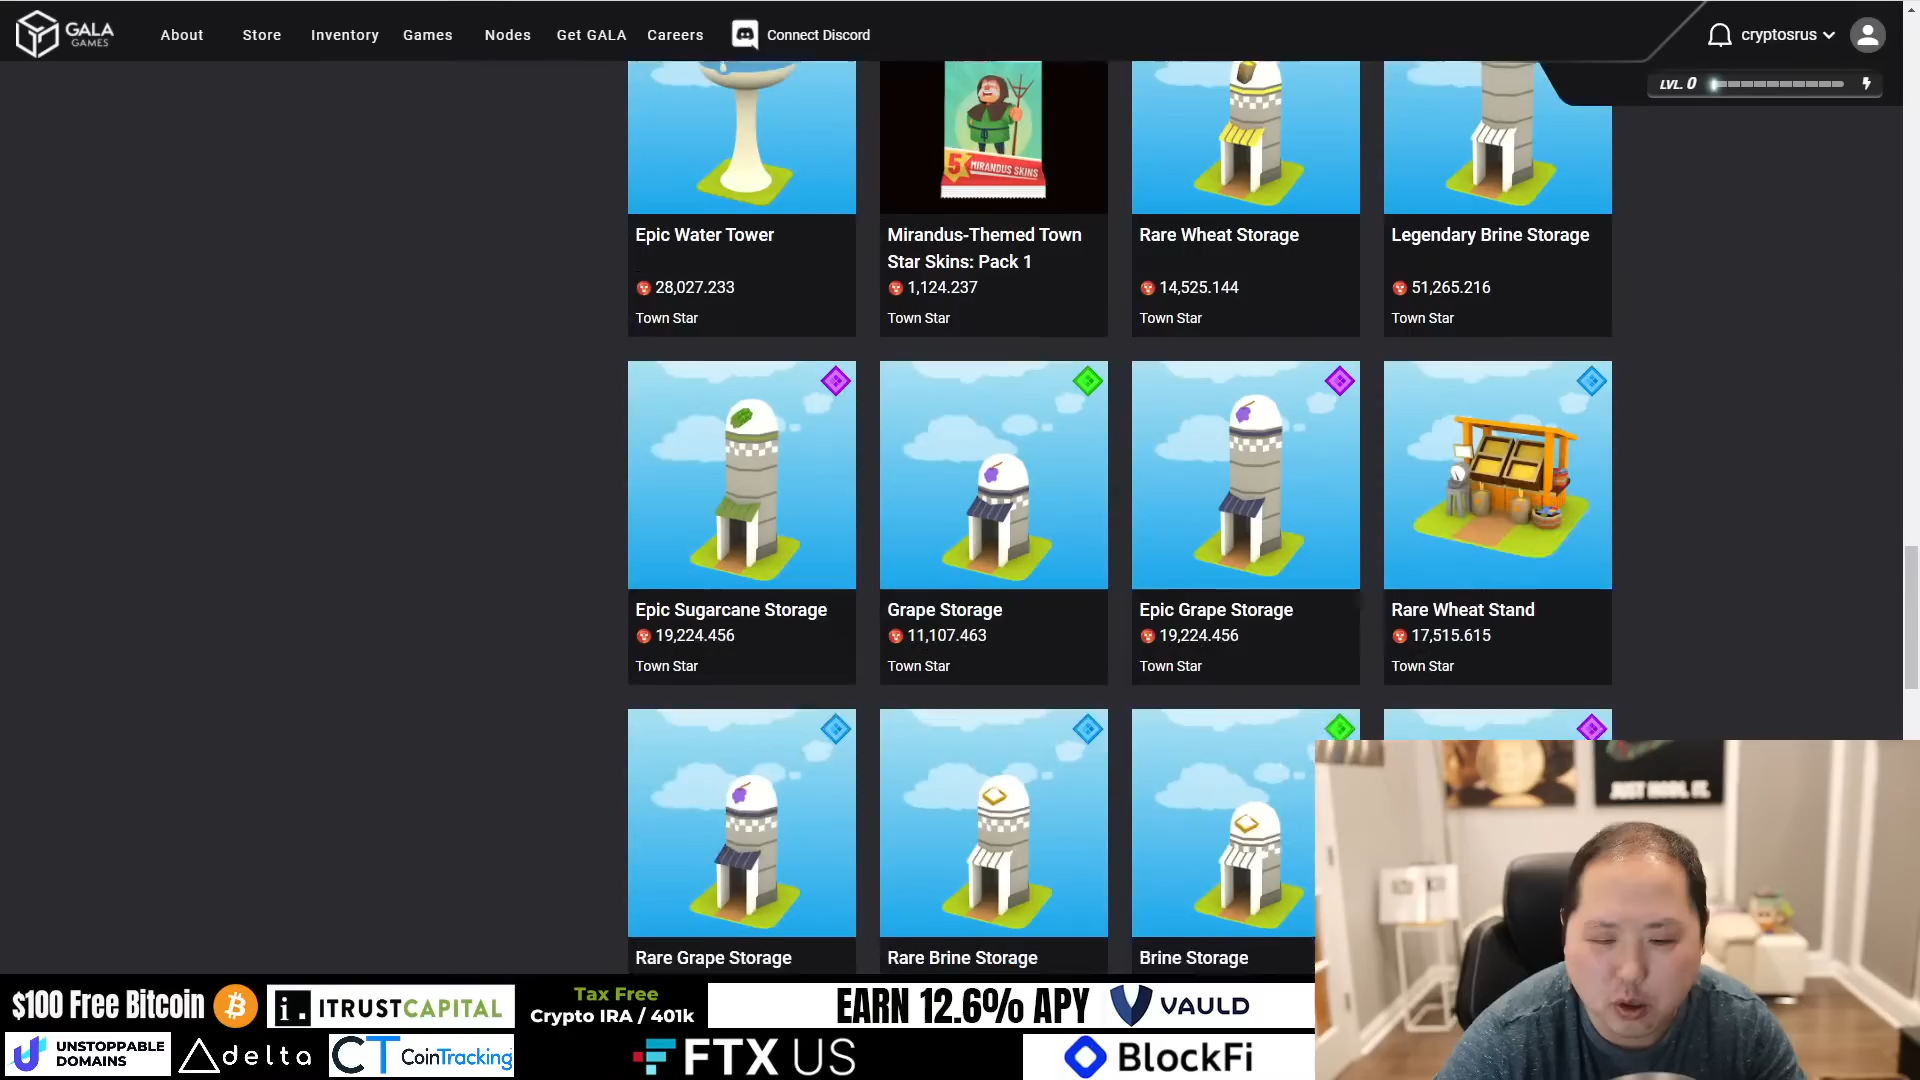 GALA
GAMES
About
Store
Inventory
Games
Nodes
Get GALA
Careers
Connect Discord
cryptosrus
LVL. 0
5
MIRANDUS SKINS
Epic Water Tower
28,027.233
Town Star
Mirandus-Themed Town
Star Skins: Pack 1
1,124.237
Town Star
Rare Wheat Storage
14,525.144
Town Star
Legendary Brine Storage
51,265.216
Town Star
Epic Sugarcane Storage
19,224.456
Town Star
Grape Storage
11,107.463
Town Star
Epic Grape Storage
19,224.456
Town Star
Rare Wheat Stand
17,515.615
Town Star
Rare Grape Storage
Rare Brine Storage
Brine Storage
JUST HODL IT.
$100 Free Bitcoin
i. ITRUSTCAPITAL
Tax Free
Crypto IRA / 401k
EARN 12.6% APY
VAULD
UNSTOPPABLE
DOMAINS
delta
CT CoinTracking
FTX US
BlockFi